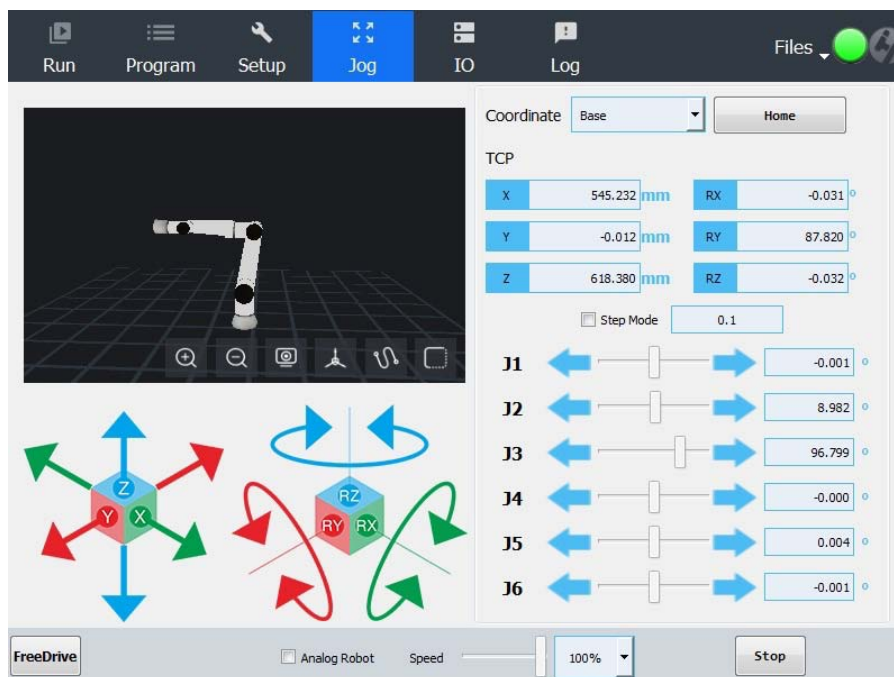 Run Program Setup Jog IO Log Files
Coordinate Base Home
TCP
X 545.232 mm RX -0.031 °
Y -0.012 mm RY 87.820 °
Z 618.380 mm RZ -0.032 °
Step Mode 0.1
J1 -0.001 °
J2 8.982 °
J3 96.799 °
J4 -0.000 °
J5 0.004 °
J6 -0.001 °
Z
Y X
RZ
RY RX
FreeDrive Analog Robot Speed 100% Stop